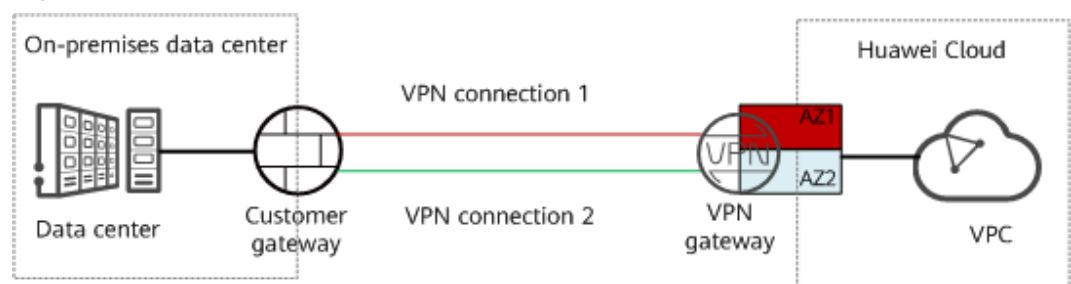 On-premises data center
Huawei Cloud
VPN connection 1
AZ1
VPN
AZ2
Data center
Customer
gateway
VPN connection 2
VPN
gateway
VPC